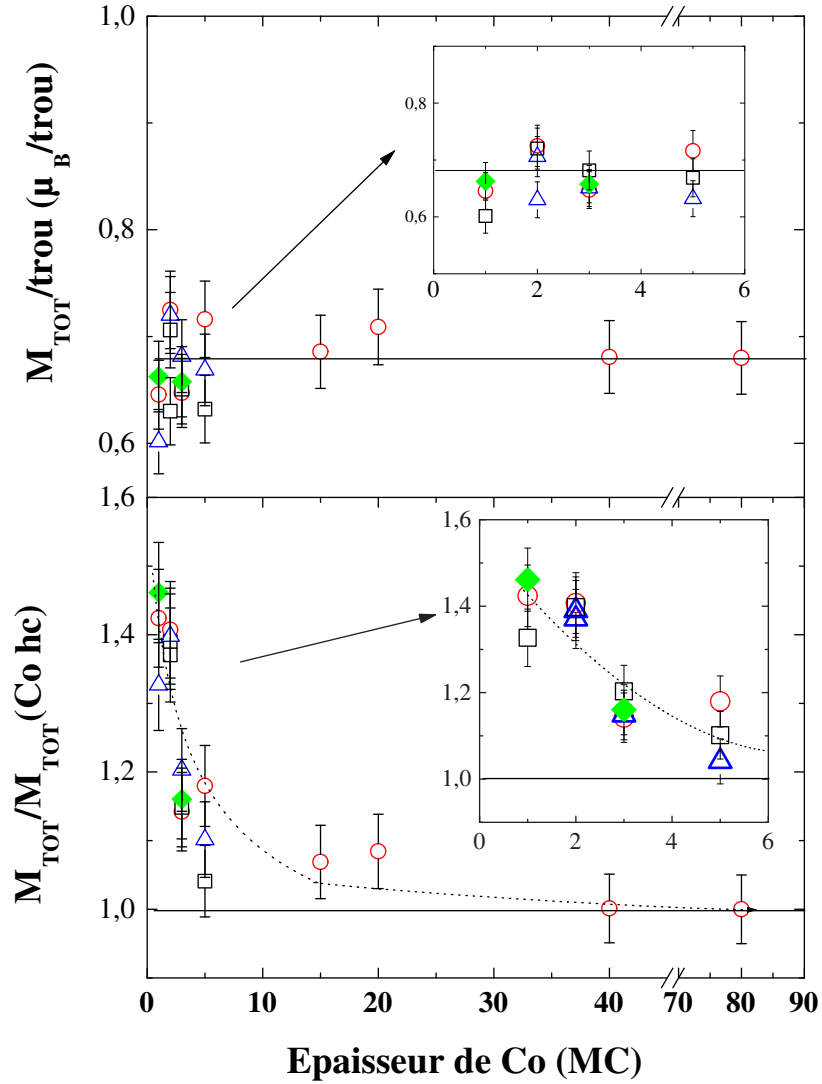 1,0
0,8
0,6
M_TOT/trou (µ_B/trou)
0,8
0,6
0 2 4 6
1,6
1,4
1,2
1,0
M_TOT/M_TOT(Co hc)
1,6
1,4
1,2
1,0
0 2 4 6
0 10 20 30 40 70 80 90
Epaisseur de Co (MC)